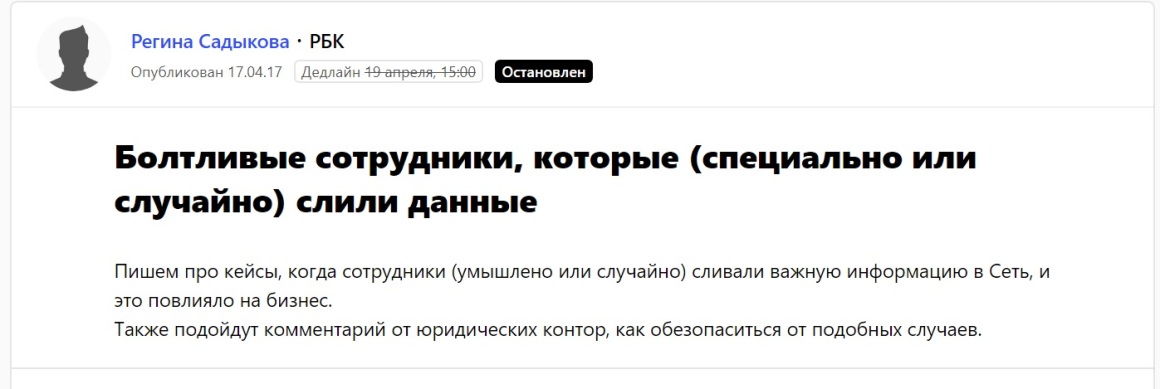 Регина Садыкова · РБК
Опубликован 17.04.17 Дедлайн 19 апреля, 15:00 Остановлен
Болтливые сотрудники, которые (специально или
случайно) слили данные
Пишем про кейсы, когда сотрудники (умышлено или случайно) сливали важную информацию в Сеть, и
это повлияло на бизнес.
Также подойдут комментарий от юридических контор, как обезопаситься от подобных случаев.